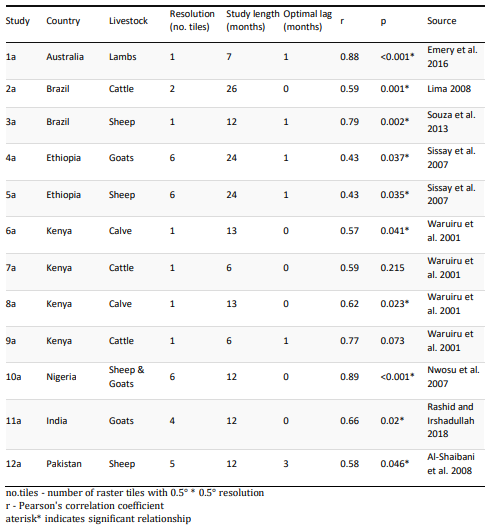 Study Country Livestock Resolution (no. tiles) Study length (months) Optimal lag (months) r p Source
1a Australia Lambs 1 7 1 0.88 <0.001* Emery et al. 2016
2a Brazil Cattle 2 26 0 0.59 0.001* Lima 2008
3a Brazil Sheep 1 12 1 0.79 0.002* Souza et al. 2013
4a Ethiopia Goats 6 24 1 0.43 0.037* Sissay et al. 2007
5a Ethiopia Sheep 6 24 1 0.43 0.035* Sissay et al. 2007
6a Kenya Calve 1 13 0 0.57 0.041* Waruiru et al. 2001
7a Kenya Cattle 1 6 0 0.59 0.215 Waruiru et al. 2001
8a Kenya Calve 1 13 0 0.62 0.023* Waruiru et al. 2001
9a Kenya Cattle 1 6 1 0.77 0.073 Waruiru et al. 2001
10a Nigeria Sheep & Goats 6 12 0 0.89 <0.001* Nwosu et al. 2007
11a India Goats 4 12 0 0.66 0.02* Rashid and Irshadullah 2018
12a Pakistan Sheep 5 12 3 0.58 0.046* Al-Shaibani et al. 2008
no.tiles - number of raster tiles with 0.5° * 0.5° resolution
r - Pearson's correlation coefficient
aterisk* indicates significant relationship